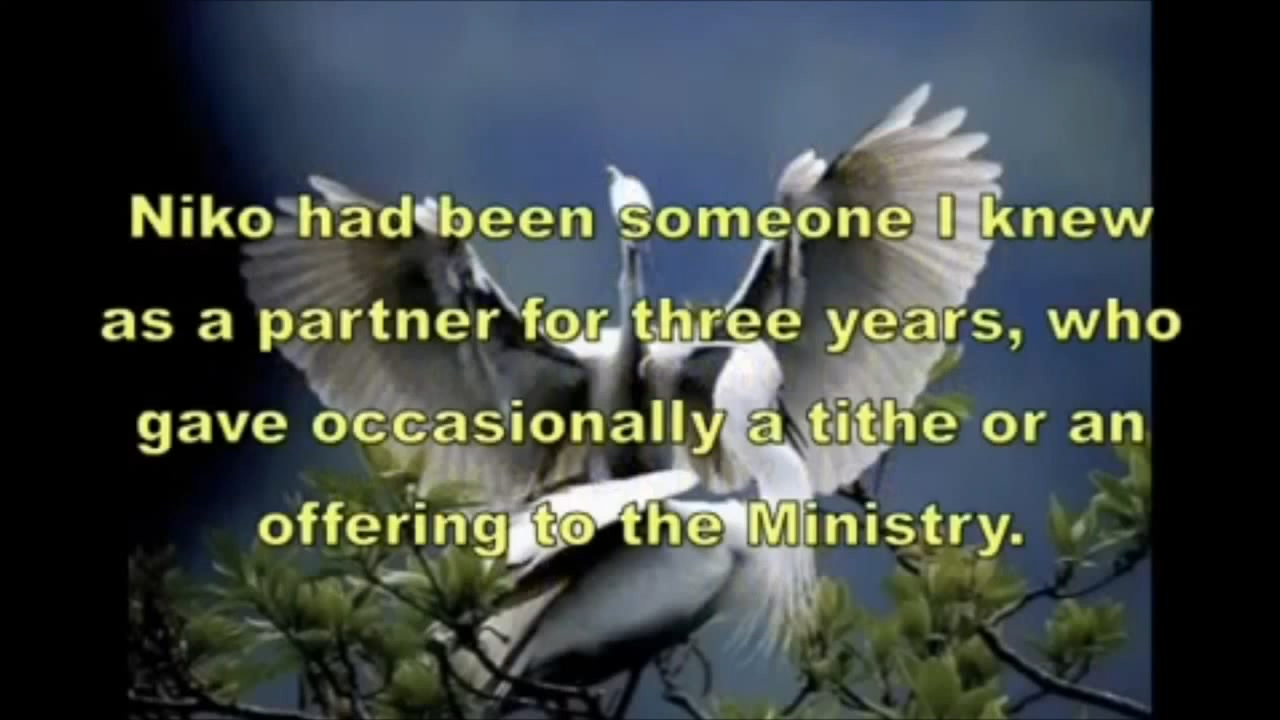 Niko had been someone I knew
as a partner for three years, who
gave occasionally a tithe or an
offering to the Ministry.